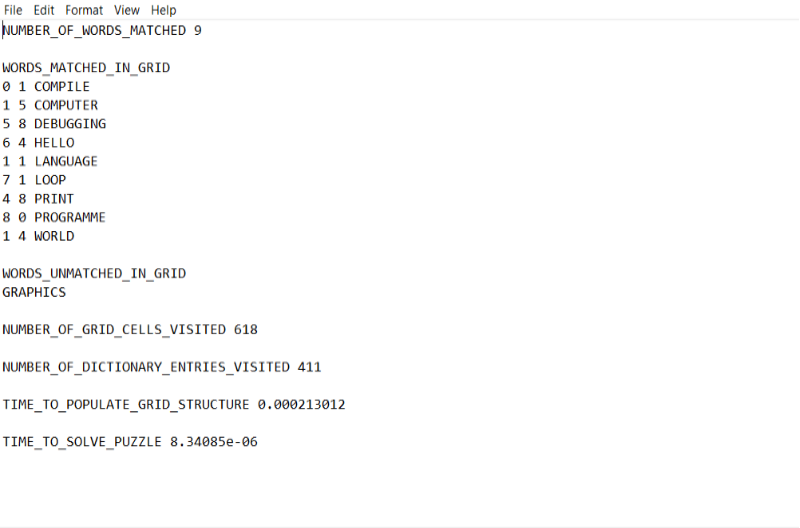 File Edit Format View Help
NUMBER_OF_WORDS_MATCHED 9
WORDS_MATCHED_IN_GRID
0 1 COMPILE
1 5 COMPUTER
5 8 DEBUGGING
6 4 HELLO
1 1 LANGUAGE
7 1 LOOP
4 8 PRINT
8 0 PROGRAMME
1 4 WORLD
WORDS_UNMATCHED_IN_GRID
GRAPHICS
NUMBER_OF_GRID_CELLS_VISITED 618
NUMBER_OF_DICTIONARY_ENTRIES_VISITED 411
TIME_TO_POPULATE_GRID_STRUCTURE 0.000213012
TIME_TO_SOLVE_PUZZLE 8.34085e-06